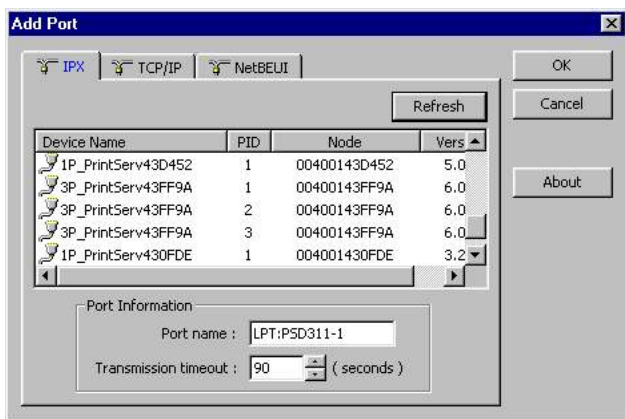 Add Port
IPX TCP/IP NetBEUI
OK
Refresh
Cancel
Device Name PID Node Vers
1P_PrintServ43D452 1 00400143D452 5.0
3P_PrintServ43FF9A 1 00400143FF9A 6.0
About
3P_PrintServ43FF9A 2 00400143FF9A 6.0
3P_PrintServ43FF9A 3 00400143FF9A 6.0
1P_PrintServ430FDE 1 004001430FDE 3.2
Port Information
Port name : LPT:PSD311-1
Transmission timeout : 90 ( seconds )